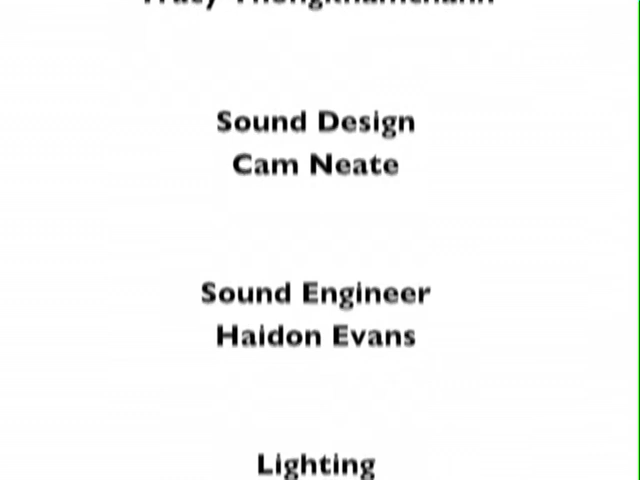 Sound Design
Cam Neate
Sound Engineer
Haidon Evans
Lighting